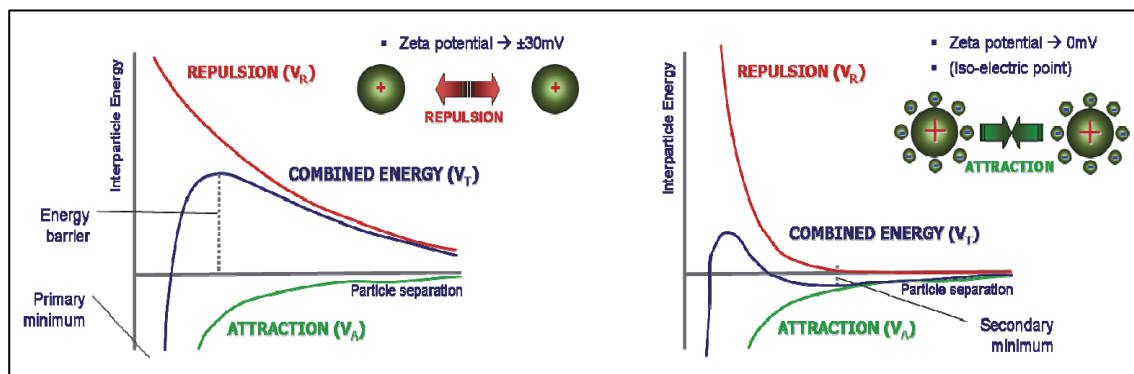 Zeta potential → ±30mV
REPULSION (VR)
+
+
REPULSION
Interparticle Energy
COMBINED ENERGY (VT)
Energy
barrier
Particle separation
Primary
minimum
ATTRACTION (VA)
Zeta potential → 0mV
(Iso-electric point)
REPULSION (VR)
+
+
ATTRACTION
Interparticle Energy
COMBINED ENERGY (VT)
Particle separation
ATTRACTION (VA)
Secondary
minimum